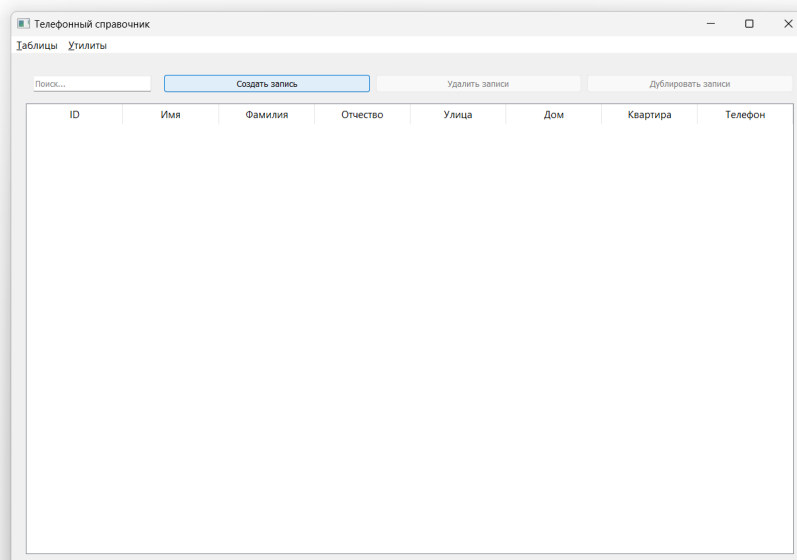 Телефонный справочник
Таблицы Утилиты
Поиск... Создать запись Удалить записи Дублировать записи
ID Имя Фамилия Отчество Улица Дом Квартира Телефон